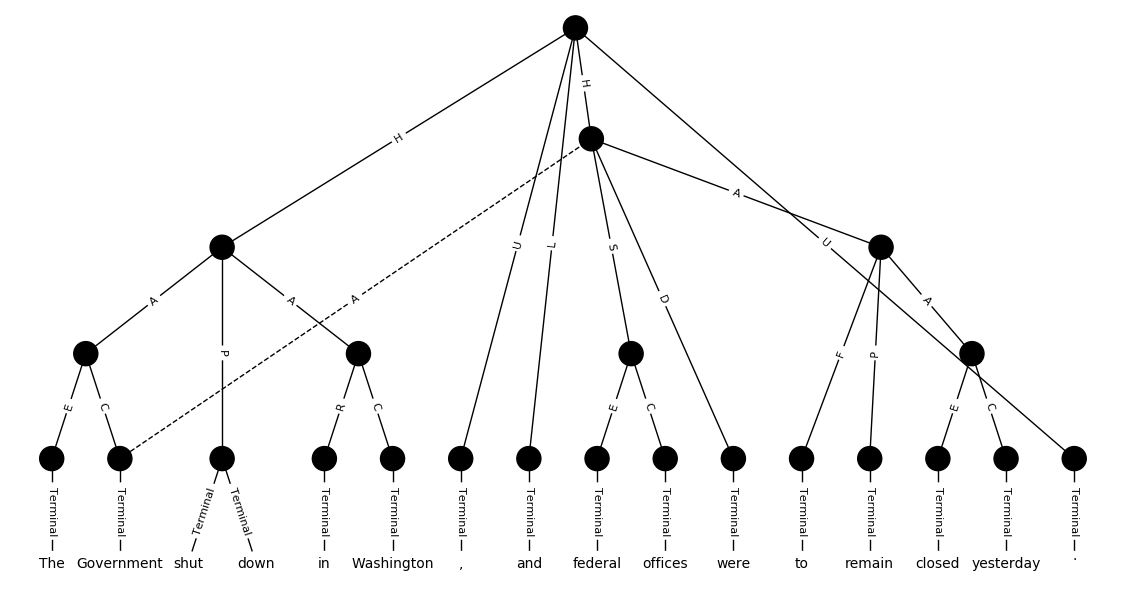 H
H
A
U
U
L
S
A
A
A
D
A
P
F
P
E
C
R
C
E
C
E
C
Terminal Terminal Terminal Terminal Terminal Terminal Terminal Terminal Terminal Terminal Terminal Terminal Terminal Terminal Terminal Terminal
The Government shut down in Washington , and federal offices were to remain closed yesterday .